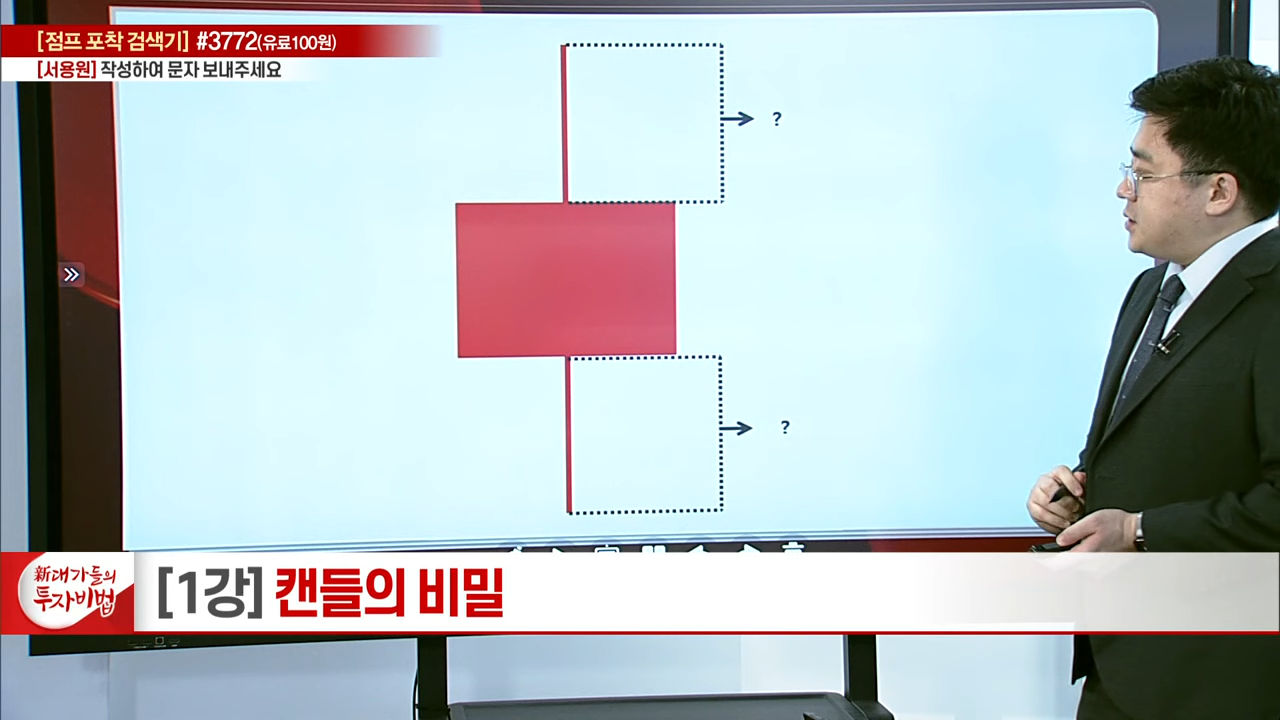 [점프 포착 검색기] #3772(유료100원)
[서용원] 작성하여 문자 보내주세요
?
?
新대가들의
투자비법
[1강] 캔들의 비밀